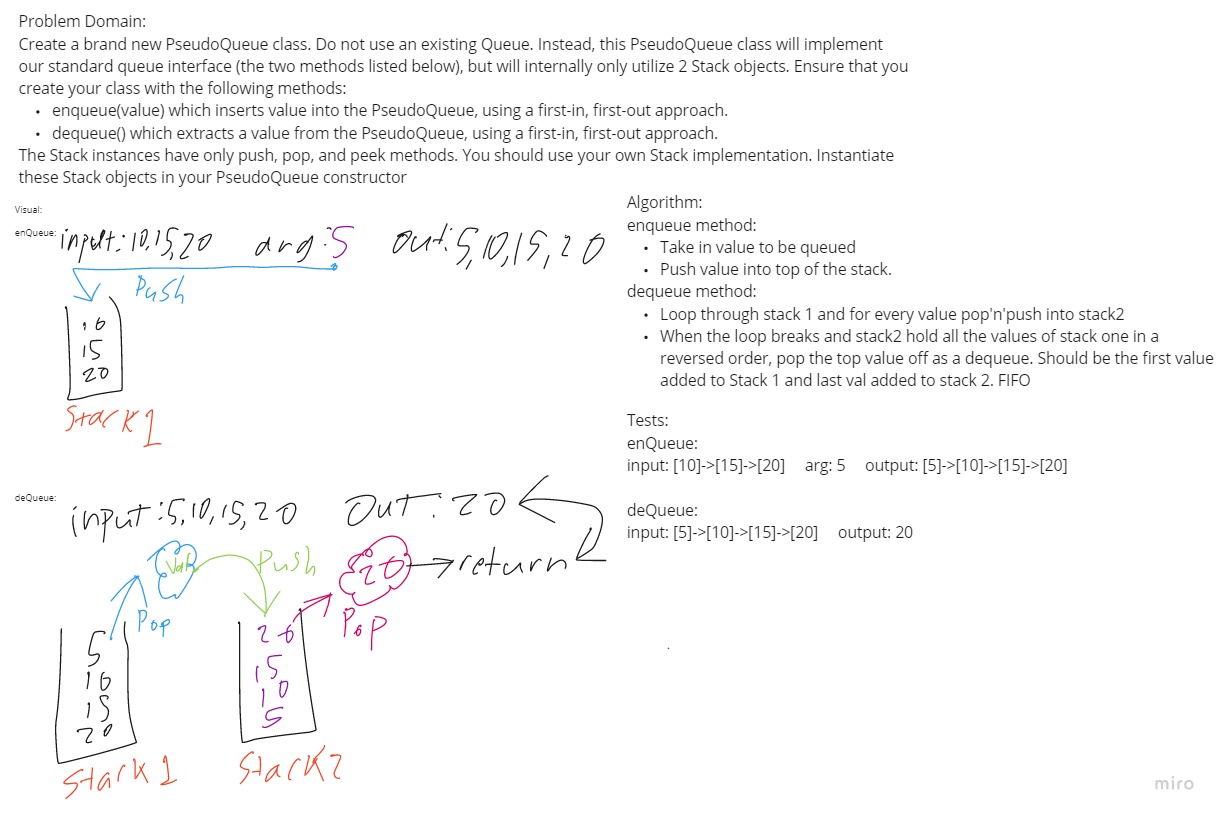 Problem Domain:
Create a brand new PseudoQueue class. Do not use an existing Queue. Instead, this PseudoQueue class will implement
our standard queue interface (the two methods listed below), but will internally only utilize 2 Stack objects. Ensure that you
create your class with the following methods:
• enqueue(value) which inserts value into the PseudoQueue, using a first-in, first-out approach.
• dequeue() which extracts a value from the PseudoQueue, using a first-in, first-out approach.
The Stack instances have only push, pop, and peek methods. You should use your own Stack implementation. Instantiate
these Stack objects in your PseudoQueue constructor
Visual:
enQueue: input: 10,15,20 arg: 5 out: 5,10,15,20
Push
10
15
20
Stack 1
deQueue: input: 5,10,15,20 OUT: 20
Val Push 20 return
Pop Pop
5
10
15
20
20
15
10
5
Stack 1 Stack 2
Algorithm:
enqueue method:
• Take in value to be queued
• Push value into top of the stack.
dequeue method:
• Loop through stack 1 and for every value pop'n'push into stack2
• When the loop breaks and stack2 hold all the values of stack one in a
reversed order, pop the top value off as a dequeue. Should be the first value
added to Stack 1 and last val added to stack 2. FIFO
Tests:
enQueue:
input: [10]->[15]->[20] arg: 5 output: [5]->[10]->[15]->[20]
deQueue:
input: [5]->[10]->[15]->[20] output: 20
miro